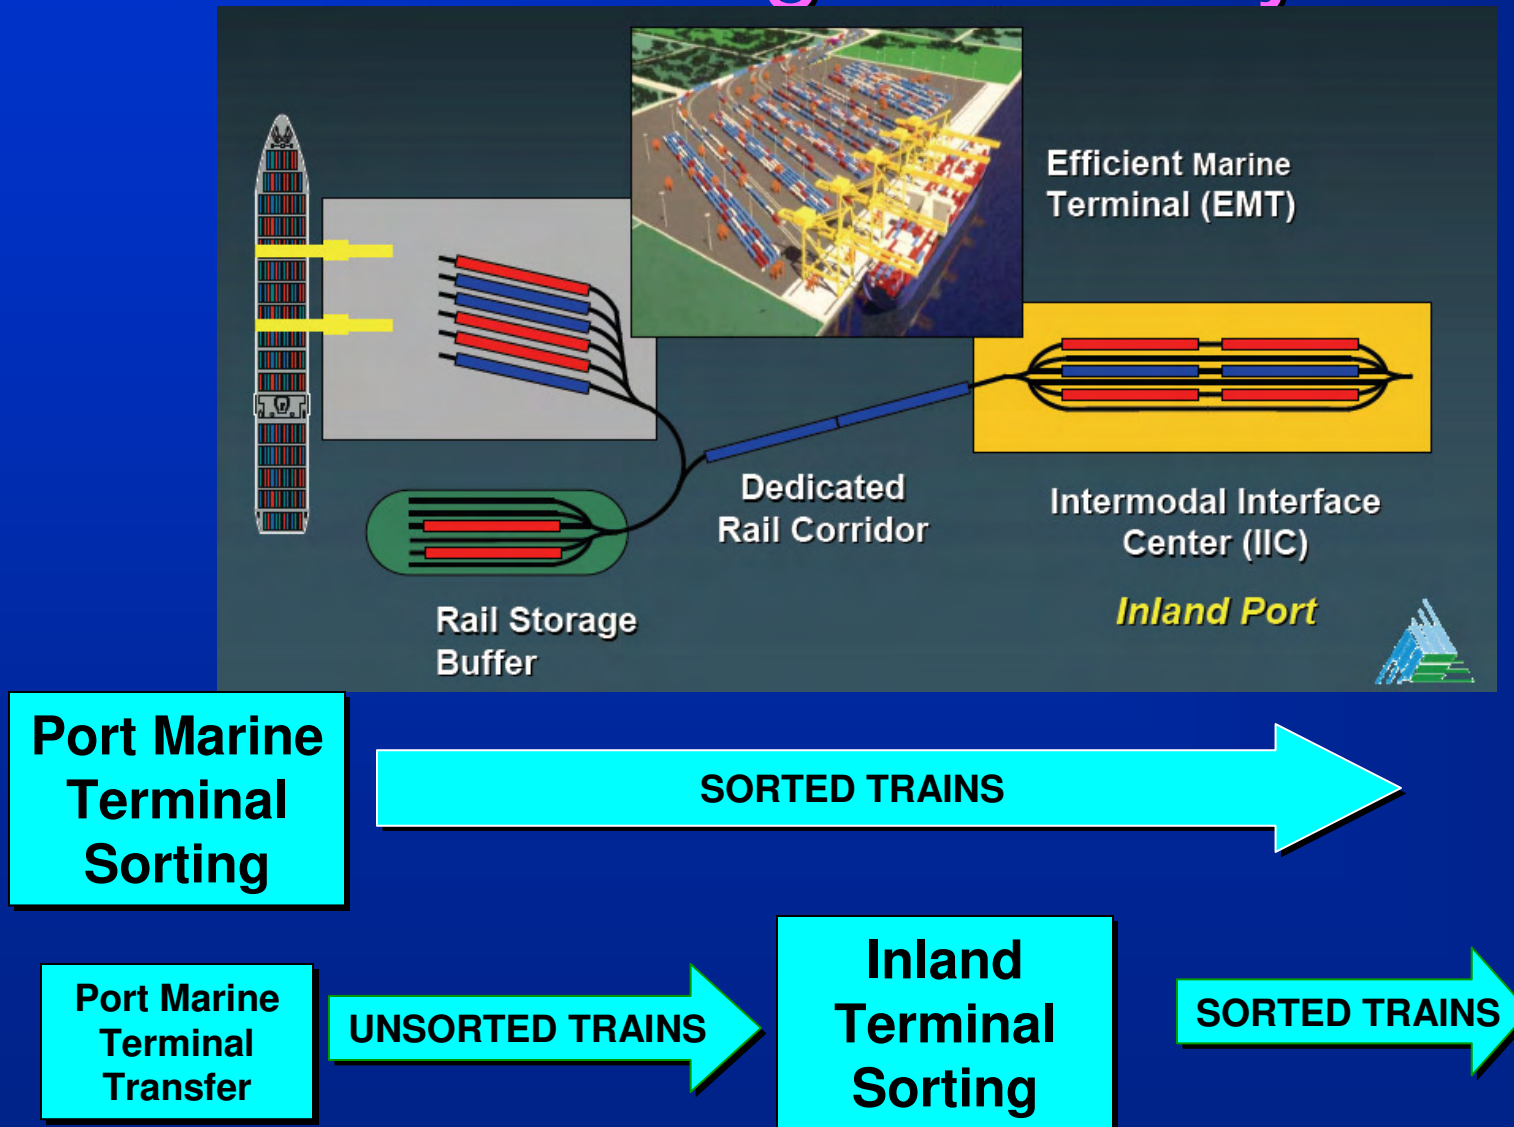 Efficient Marine
Terminal (EMT)
Dedicated
Rail Corridor
Intermodal Interface
Center (IIC)
Inland Port
Rail Storage
Buffer
Port Marine
Terminal
Sorting
SORTED TRAINS
Port Marine
Terminal
Transfer
UNSORTED TRAINS
Inland
Terminal
Sorting
SORTED TRAINS